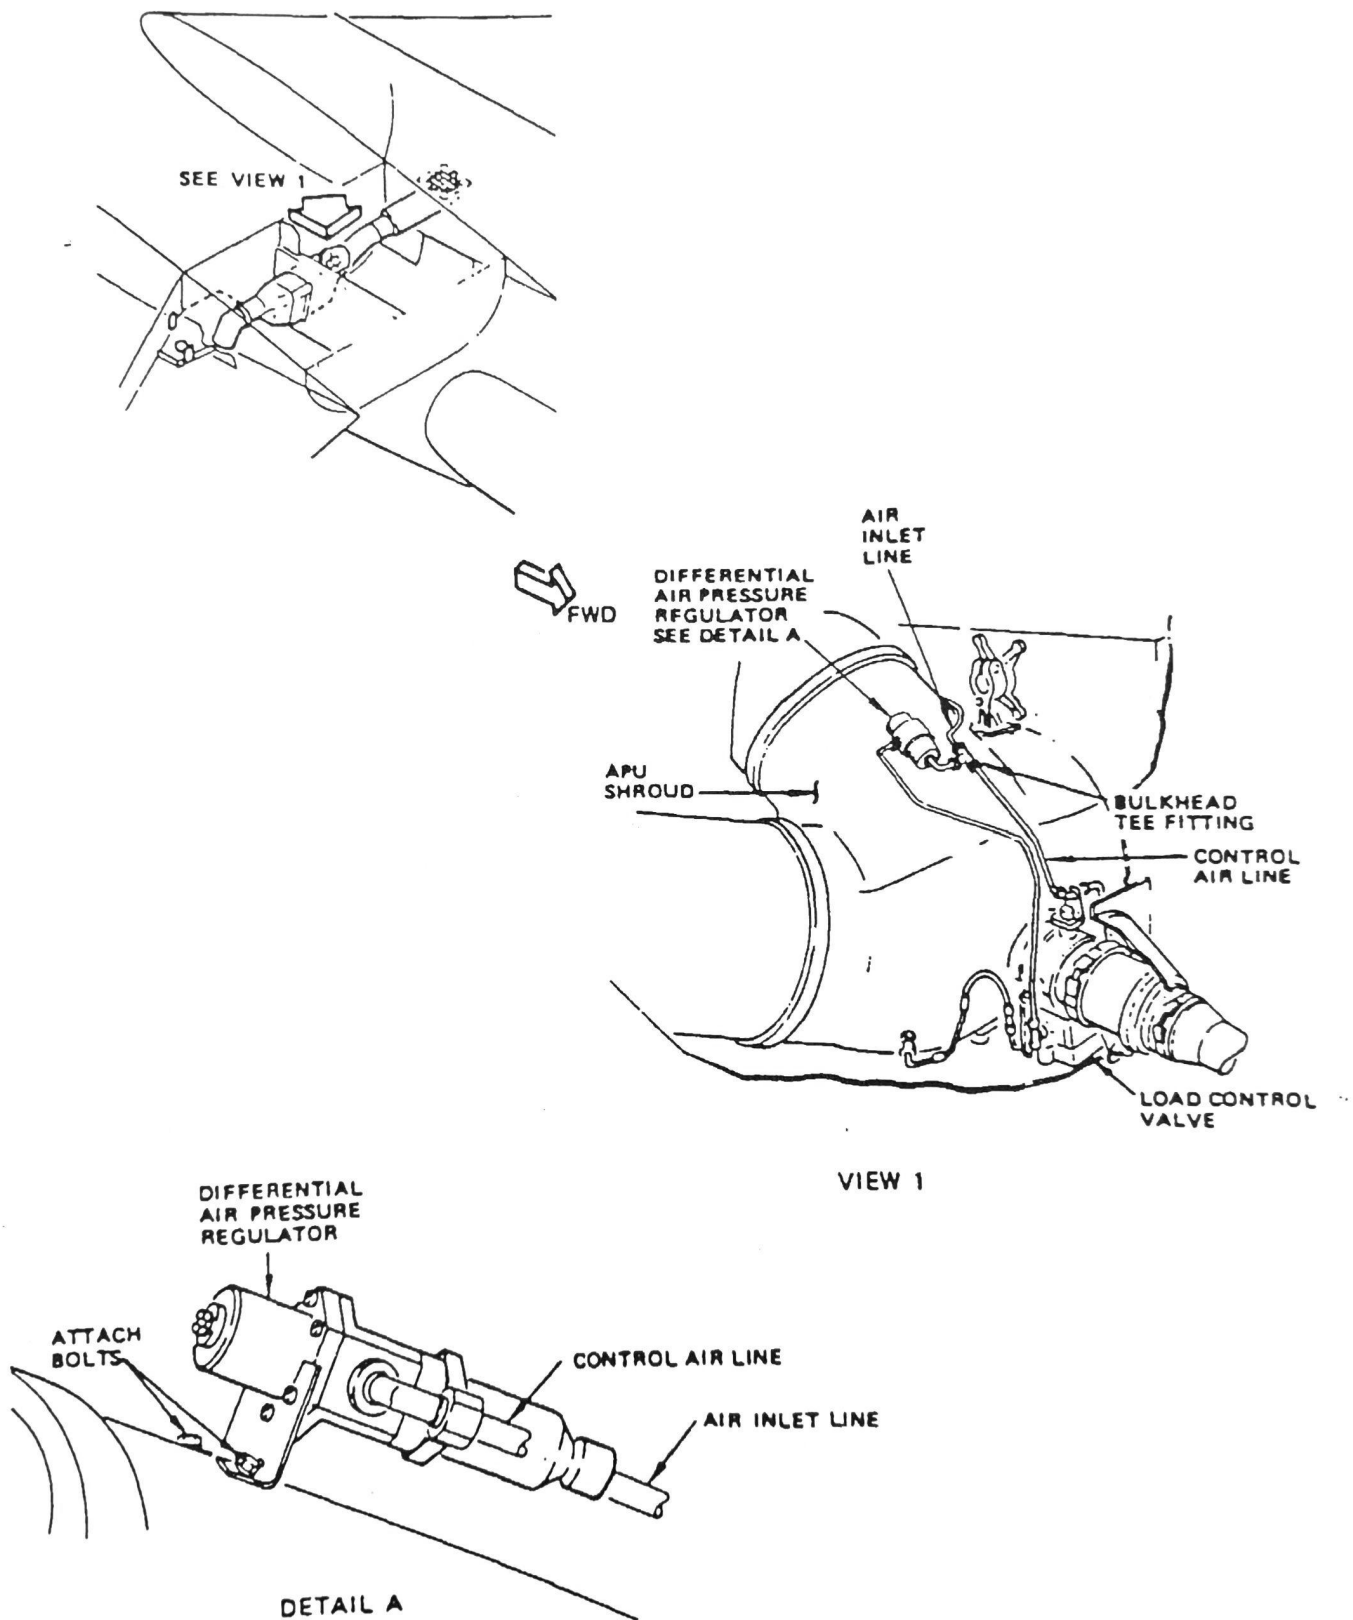 SEE VIEW 1
FWD
AIR
INLET
LINE
DIFFERENTIAL
AIR PRESSURE
REGULATOR
SEE DETAIL A
APU
SHROUD
BULKHEAD
TEE FITTING
CONTROL
AIR LINE
LOAD CONTROL
VALVE
VIEW 1
DIFFERENTIAL
AIR PRESSURE
REGULATOR
ATTACH
BOLTS
CONTROL AIR LINE
AIR INLET LINE
DETAIL A